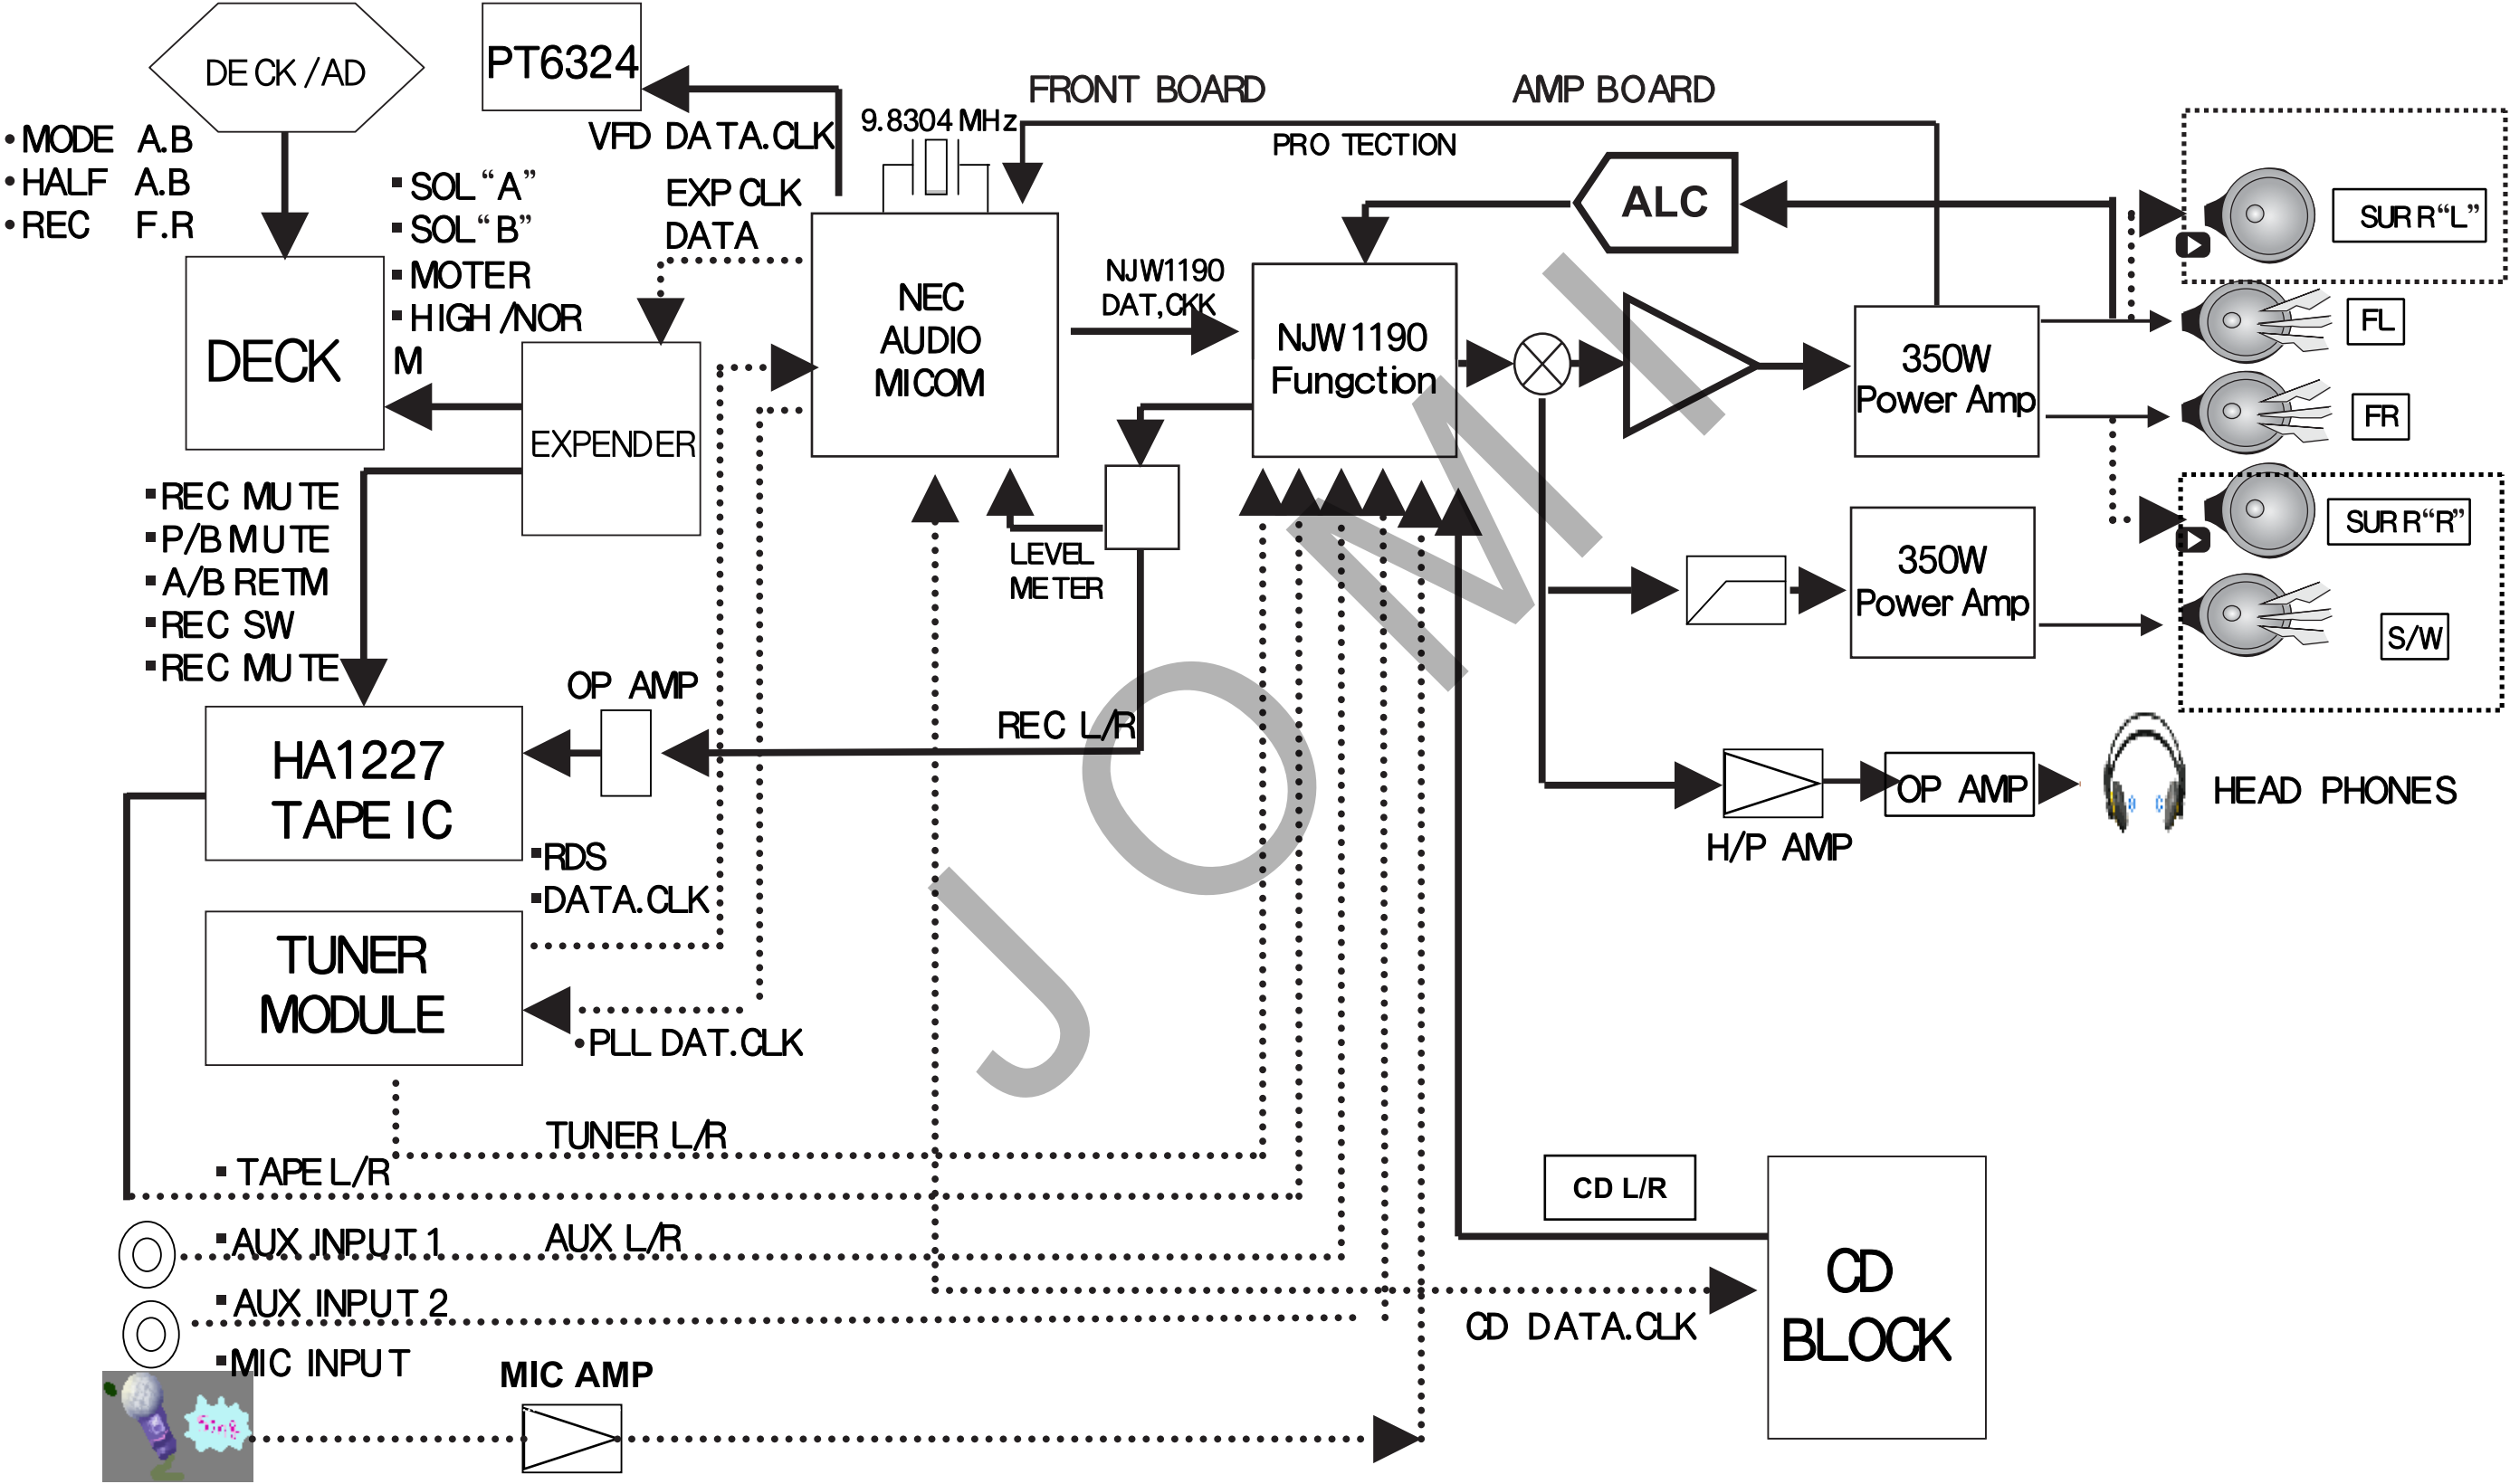 DECK/AD
PT6324
FRONT BOARD
AMP BOARD
9.8304 MHz
VFD DATA.CLK
PROTECTION
• MODE A.B
• HALF A.B
• REC F.R
▪ SOL "A"
▪ SOL "B"
▪ MOTER
▪ HIGH/NOR
M
EXP CLK
DATA
ALC
SURR"L"
DECK
EXPENDER
NEC
AUDIO
MICOM
NJW1190
DAT,CKK
NJW1190
Fungction
350W
Power Amp
FL
FR
▪ REC MUTE
▪ P/B MUTE
▪ A/B RETM
▪ REC SW
▪ REC MUTE
LEVEL
METER
350W
Power Amp
SURR"R"
S/W
OP AMP
REC L/R
HA1227
TAPE IC
OP AMP
HEAD PHONES
H/P AMP
▪ RDS
▪ DATA.CLK
TUNER
MODULE
• PLL DAT.CLK
JOMI
TUNER L/R
▪ TAPE L/R
CD L/R
▪ AUX INPUT 1
AUX L/R
▪ AUX INPUT 2
CD DATA.CLK
CD
BLOCK
▪ MIC INPUT
MIC AMP
Sing